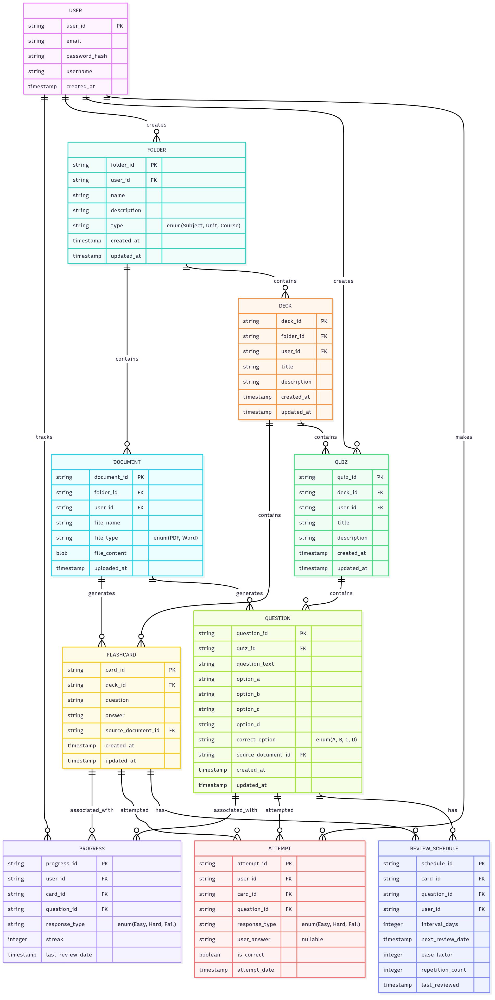 USER
string user_id PK
string email
string password_hash
string username
timestamp created_at
creates
FOLDER
string folder_id PK
string user_id FK
string name
string description
string type enum(Subject, Unit, Course)
timestamp created_at
timestamp updated_at
contains
creates
DECK
string deck_id PK
string folder_id FK
string user_id FK
string title
string description
timestamp created_at
timestamp updated_at
contains
tracks
contains
makes
DOCUMENT
string document_id PK
string folder_id FK
string user_id FK
string file_name
string file_type enum(PDF, Word)
blob file_content
timestamp uploaded_at
QUIZ
string quiz_id PK
string deck_id FK
string user_id FK
string title
string description
timestamp created_at
timestamp updated_at
contains
generates
generates
contains
QUESTION
string question_id PK
string quiz_id FK
string question_text
string option_a
string option_b
string option_c
string option_d
string correct_option enum(A, B, C, D)
string source_document_id FK
timestamp created_at
timestamp updated_at
FLASHCARD
string card_id PK
string deck_id FK
string question
string answer
string source_document_id FK
timestamp created_at
timestamp updated_at
associated_with
attempted
has
associated_with
attempted
has
PROGRESS
string progress_id PK
string user_id FK
string card_id FK
string question_id FK
string response_type enum(Easy, Hard, Fail)
integer streak
timestamp last_review_date
ATTEMPT
string attempt_id PK
string user_id FK
string card_id FK
string question_id FK
string response_type enum(Easy, Hard, Fail)
string user_answer nullable
boolean is_correct
timestamp attempt_date
REVIEW_SCHEDULE
string schedule_id PK
string card_id FK
string question_id FK
string user_id FK
integer interval_days
timestamp next_review_date
integer ease_factor
integer repetition_count
timestamp last_reviewed